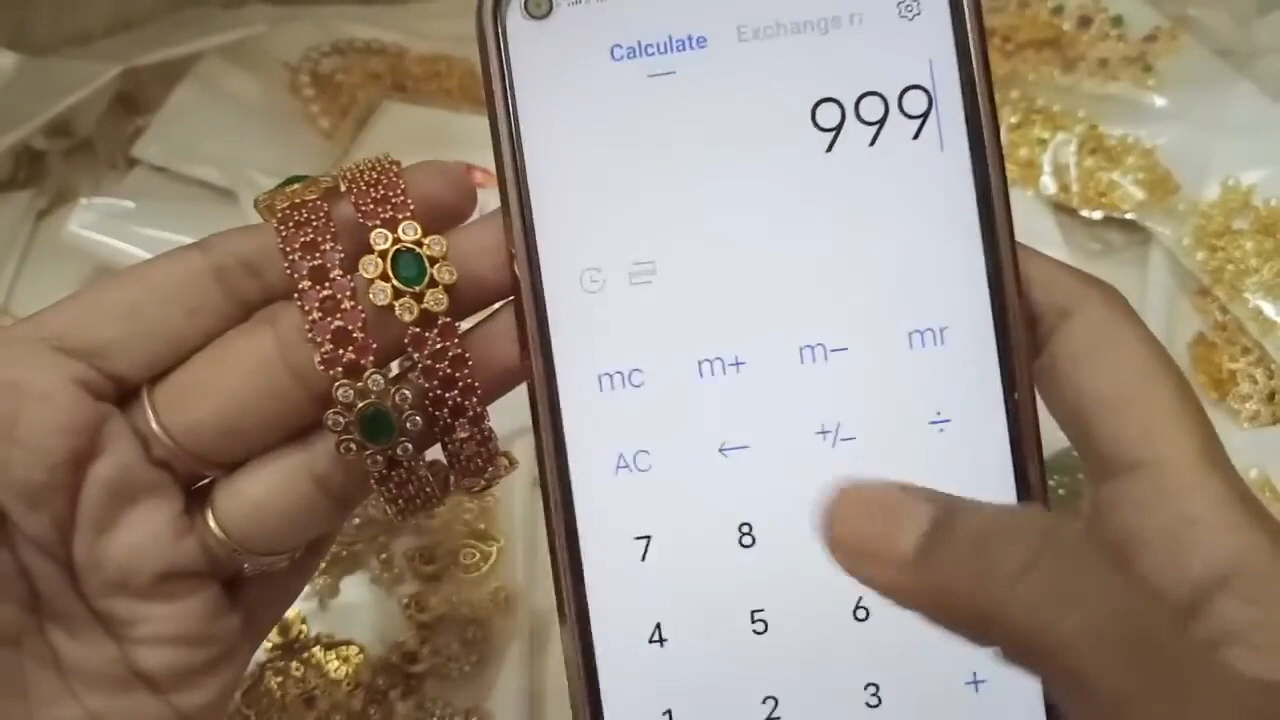 Calculate Exchange r
999
mc m+ m− mr
AC ← +/− ÷
7 8
4 5 6
1 2 3 +